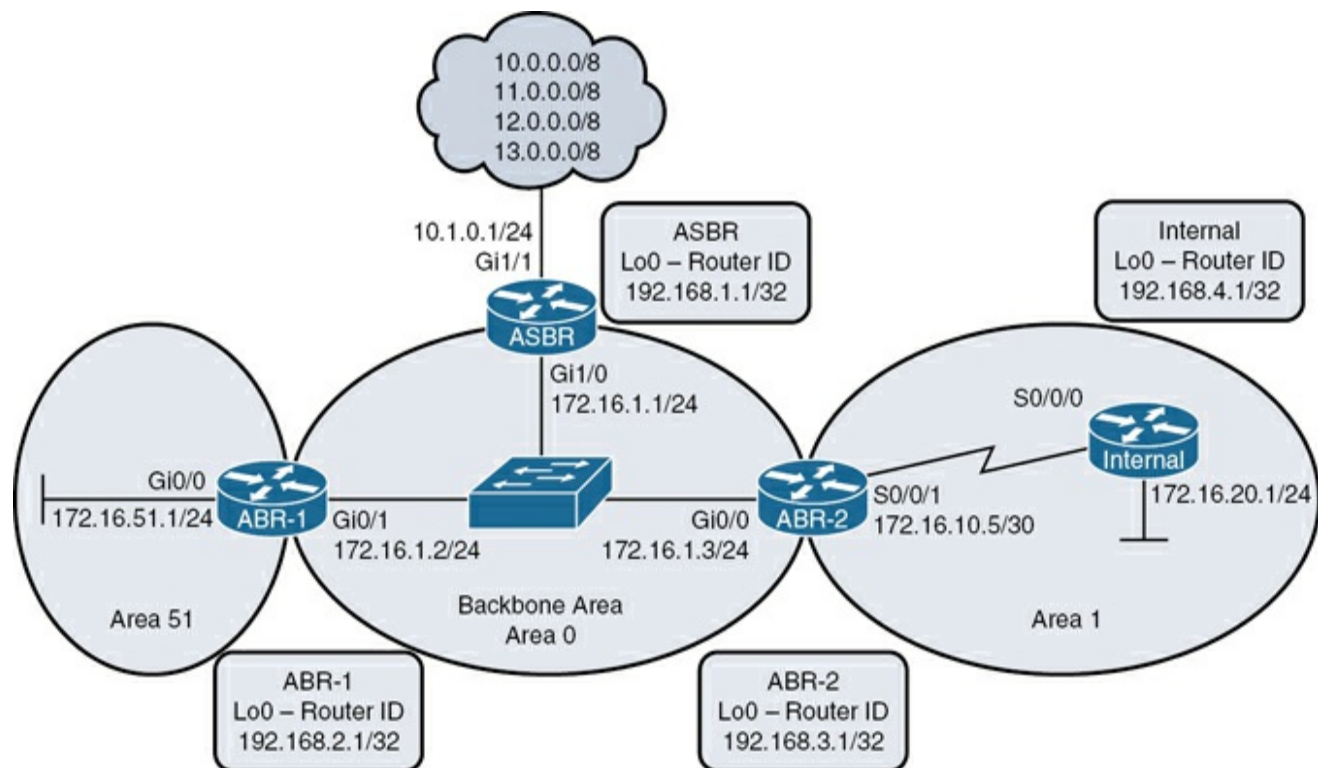 10.0.0.0/8
11.0.0.0/8
12.0.0.0/8
13.0.0.0/8
10.1.0.1/24
Gi1/1
ASBR
Lo0 – Router ID
192.168.1.1/32
Internal
Lo0 – Router ID
192.168.4.1/32
ASBR
Gi1/0
172.16.1.1/24
S0/0/0
Internal
172.16.20.1/24
Gi0/0
172.16.51.1/24
ABR-1
Gi0/1
172.16.1.2/24
Gi0/0
172.16.1.3/24
ABR-2
S0/0/1
172.16.10.5/30
Area 51
Backbone Area
Area 0
Area 1
ABR-1
Lo0 – Router ID
192.168.2.1/32
ABR-2
Lo0 – Router ID
192.168.3.1/32